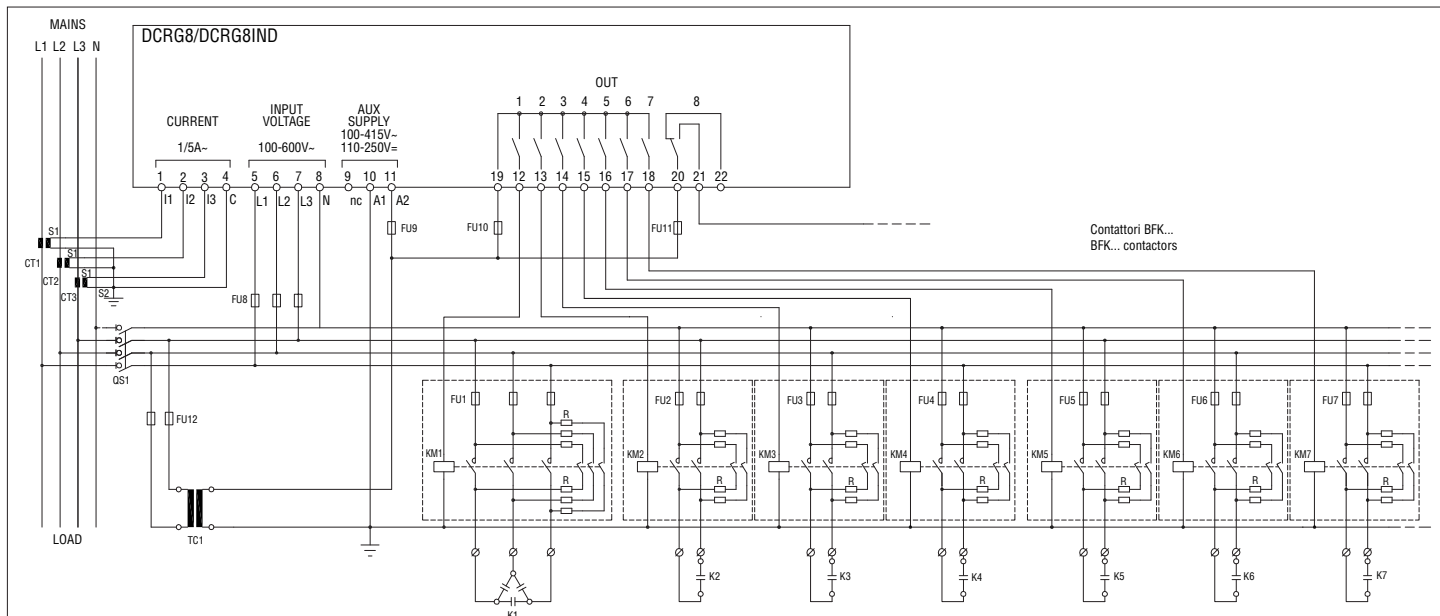 MAINS
L1 L2 L3 N
DCRG8/DCRG8IND
OUT
1 2 3 4 5 6 7 8
CURRENT
1/5A~
INPUT
VOLTAGE
100-600V~
AUX
SUPPLY
100-415V~
110-250V=
1 2 3 4 5 6 7 8 9 10 11 19 12 13 14 15 16 17 18 20 21 22
I1 I2 I3 C L1 L2 L3 N nc A1 A2
FU9 FU10 FU11
Contattori BFK...
BFK... contactors
S1
CT1
S1
CT2
S1
CT3
S2
FU8
QS1
FU12
FU1 FU2 FU3 FU4 FU5 FU6 FU7
R
KM1 KM2 KM3 KM4 KM5 KM6 KM7
R R R R R R R
LOAD
TC1
K1 K2 K3 K4 K5 K6 K7